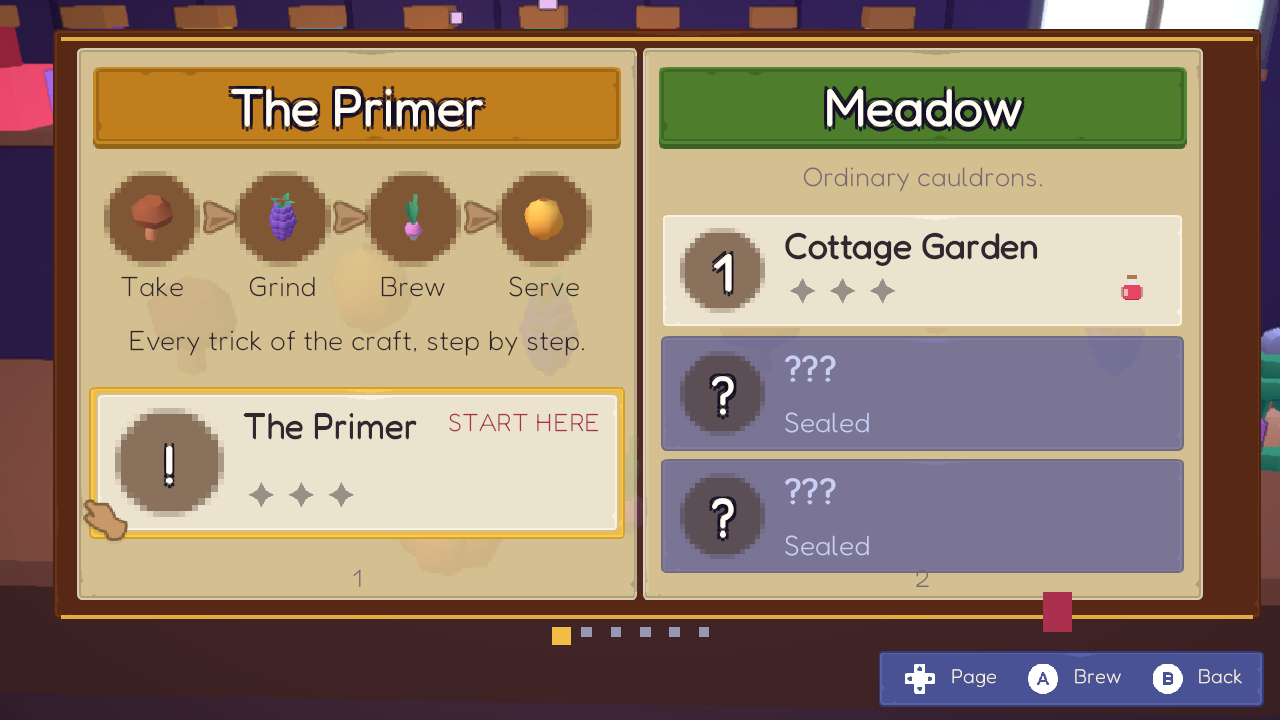 The Primer
Take
Grind
Brew
Serve
Every trick of the craft, step by step.
!
The Primer
START HERE
1
Meadow
Ordinary cauldrons.
1
Cottage Garden
?
???
Sealed
?
???
Sealed
2
Page
A
Brew
B
Back